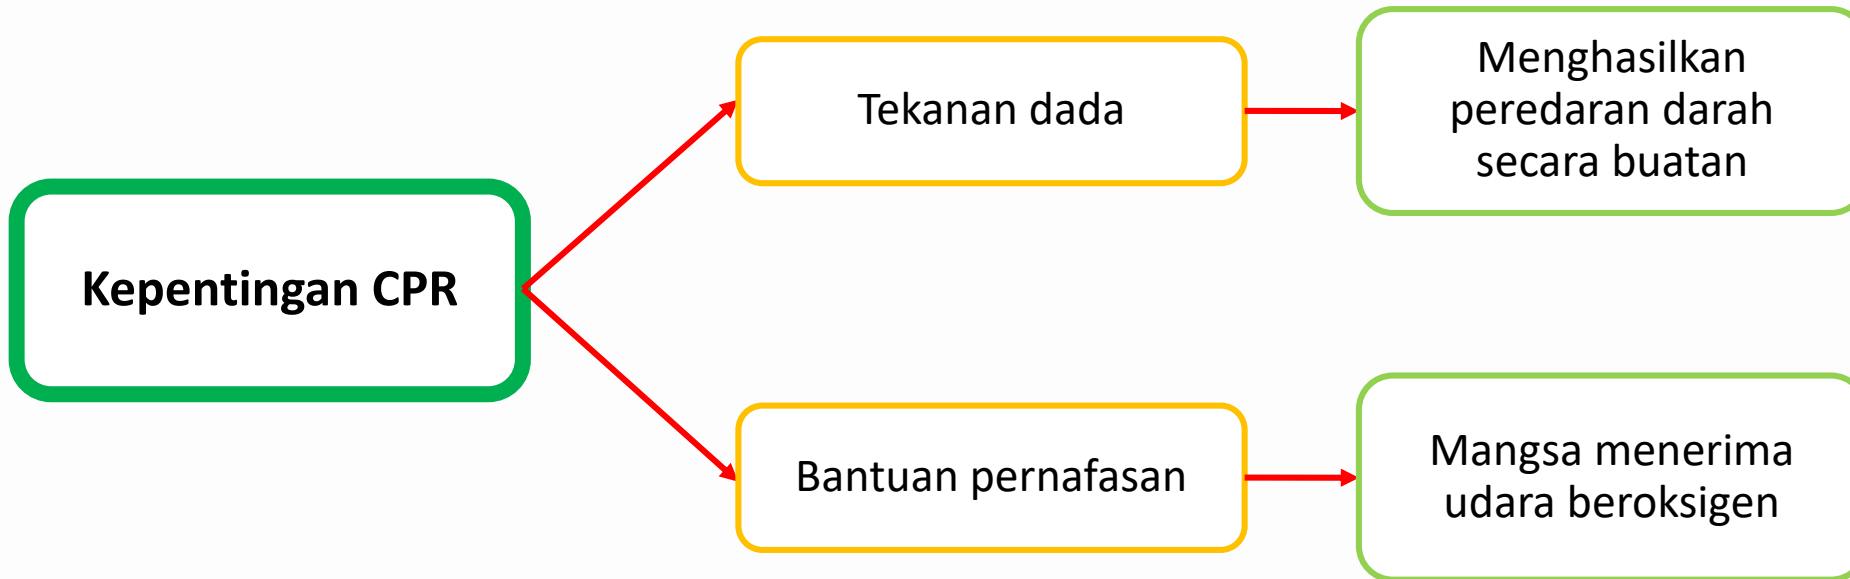 Kepentingan CPR
Tekanan dada
Menghasilkan
peredaran darah
secara buatan
Bantuan pernafasan
Mangsa menerima
udara beroksigen